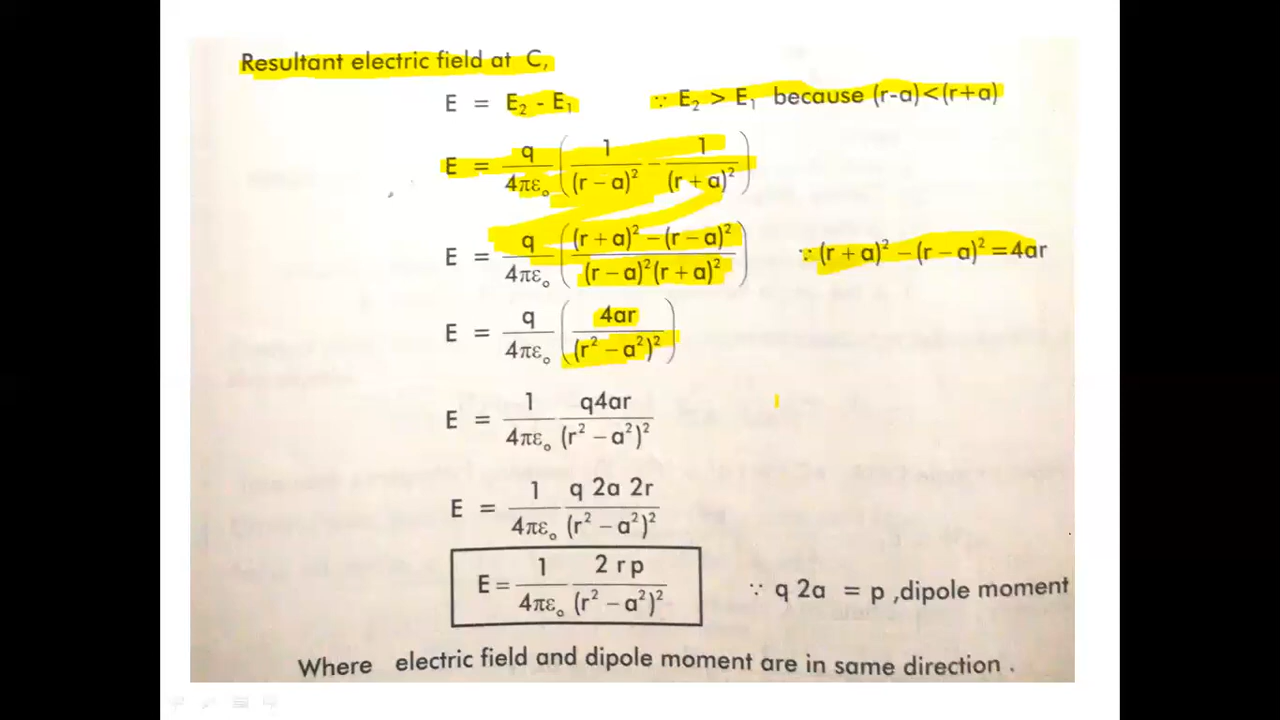 Resultant electric field at C,
E = E₂ - E₁ ∵ E₂ > E₁ because (r-a)<(r+a)
E = q/4πε₀ (1/(r − a)² − 1/(r + a)²)
E = q/4πε₀ ((r + a)² − (r − a)²/(r − a)²(r + a)²) ∵ (r + a)² − (r − a)² = 4ar
E = q/4πε₀ (4ar/(r² − a²)²)
E = 1/4πε₀ q4ar/(r² − a²)²
E = 1/4πε₀ q 2a 2r/(r² − a²)²
E = 1/4πε₀ 2 r p/(r² − a²)² ∵ q 2a = p ,dipole moment
Where electric field and dipole moment are in same direction .